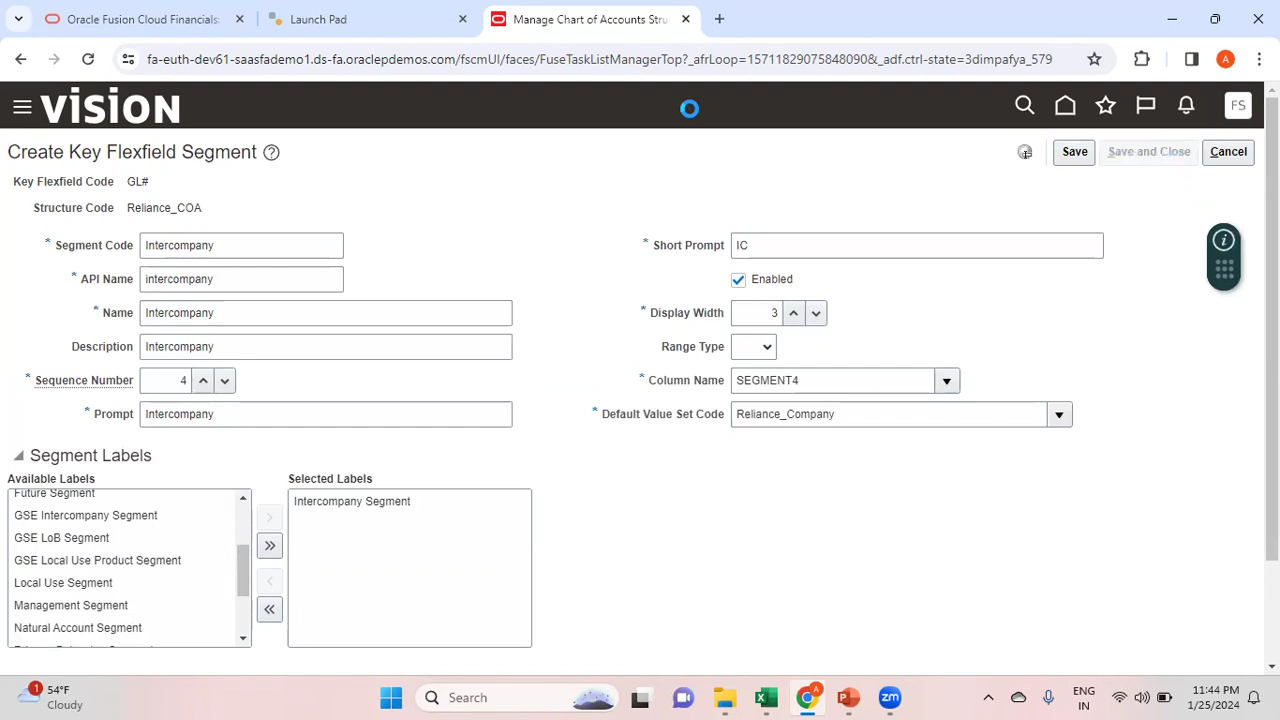 Oracle Fusion Cloud Financials
Launch Pad
Manage Chart of Accounts Stru
fa-euth-dev61-saasfademo1.ds-fa.oraclepdemos.com/fscmUI/faces/FuseTaskListManagerTop?_afrLoop=157118290758480090&_adf.ctrl-state=3dimpafya_579
A
VISION
FS
Create Key Flexfield Segment ?
Save
Save and Close
Cancel
Key Flexfield Code GL#
Structure Code Reliance_COA
* Segment Code Intercompany
* Short Prompt IC
* API Name intercompany
Enabled
* Name Intercompany
* Display Width 3
Description Intercompany
Range Type
* Sequence Number 4
* Column Name SEGMENT4
* Prompt Intercompany
* Default Value Set Code Reliance_Company
Segment Labels
Available Labels
Selected Labels
Future Segment
GSE Intercompany Segment
GSE LoB Segment
GSE Local Use Product Segment
Local Use Segment
Management Segment
Natural Account Segment
Intercompany Segment
1
54°F
Cloudy
Search
A
ENG
IN
11:44 PM
1/25/2024